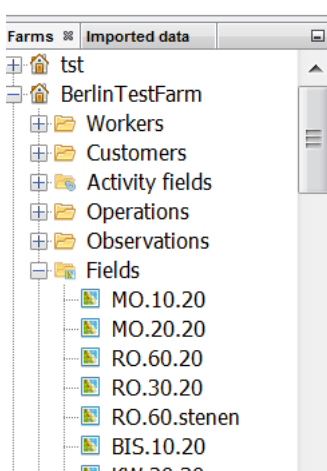 Farms Imported data
tst
BerlinTestFarm
Workers
Customers
Activity fields
Operations
Observations
Fields
MO.10.20
MO.20.20
RO.60.20
RO.30.20
RO.60.stenen
BIS.10.20